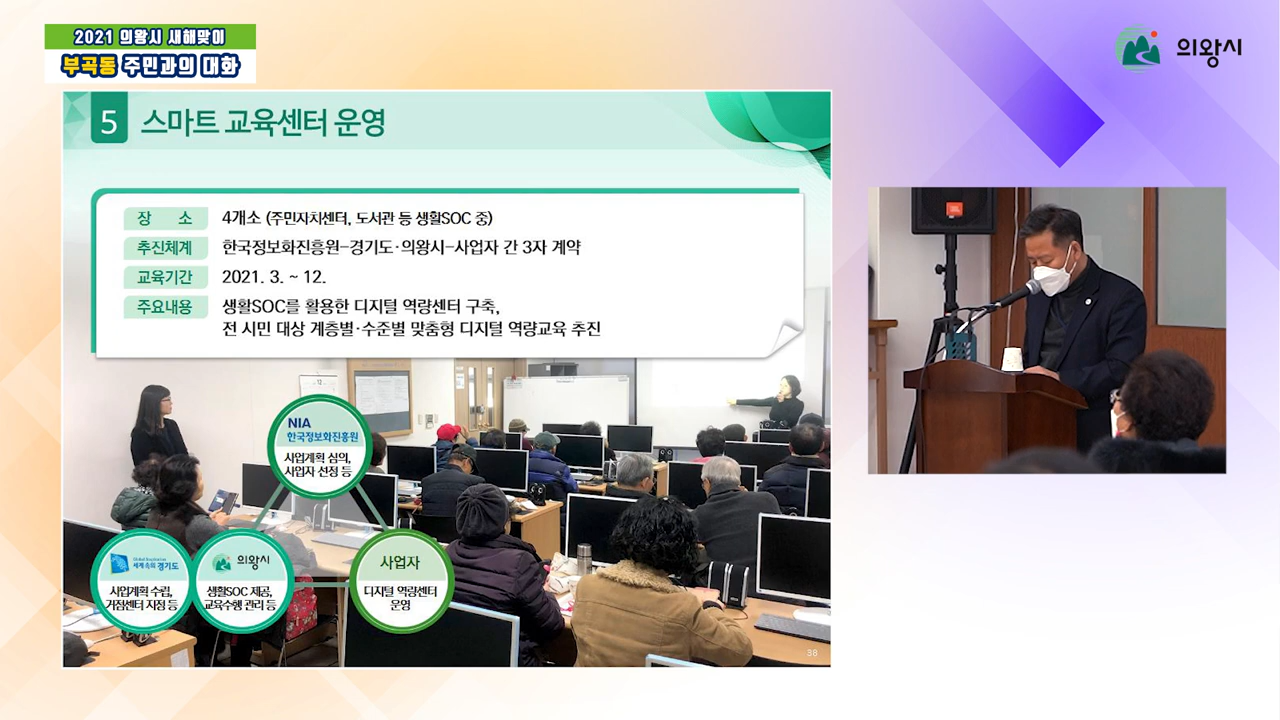 2021 의왕시 새해맞이
부곡동 주민과의 대화
의왕시
5 스마트 교육센터 운영
장 소 4개소 (주민자치센터, 도서관 등 생활SOC 중)
추진체계 한국정보화진흥원-경기도·의왕시-사업자 간 3자 계약
교육기간 2021. 3. ~ 12.
주요내용 생활SOC를 활용한 디지털 역량센터 구축,
전 시민 대상 계층별·수준별 맞춤형 디지털 역량교육 추진
NIA
한국정보화진흥원
사업계획 심의,
사업자 선정 등
세계속의 경기도
사업계획 수립,
거점센터 지정 등
의왕시
생활SOC 제공,
교육수행 관리 등
사업자
디지털 역량센터
운영
38